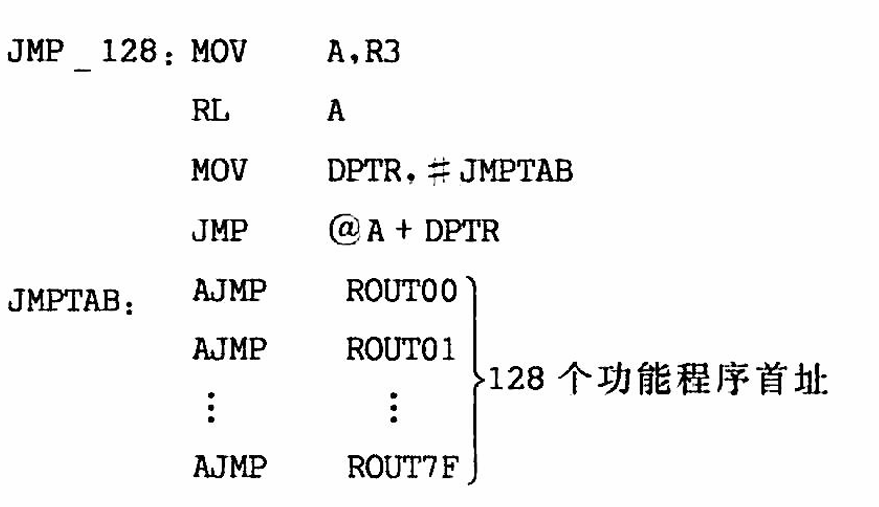 JMP _ 128: MOV A,R3
RL A
MOV DPTR,#JMPTAB
JMP @A + DPTR
JMPTAB: AJMP ROUT00
AJMP ROUT01
128 个功能程序首址
⋮ ⋮
AJMP ROUT7F